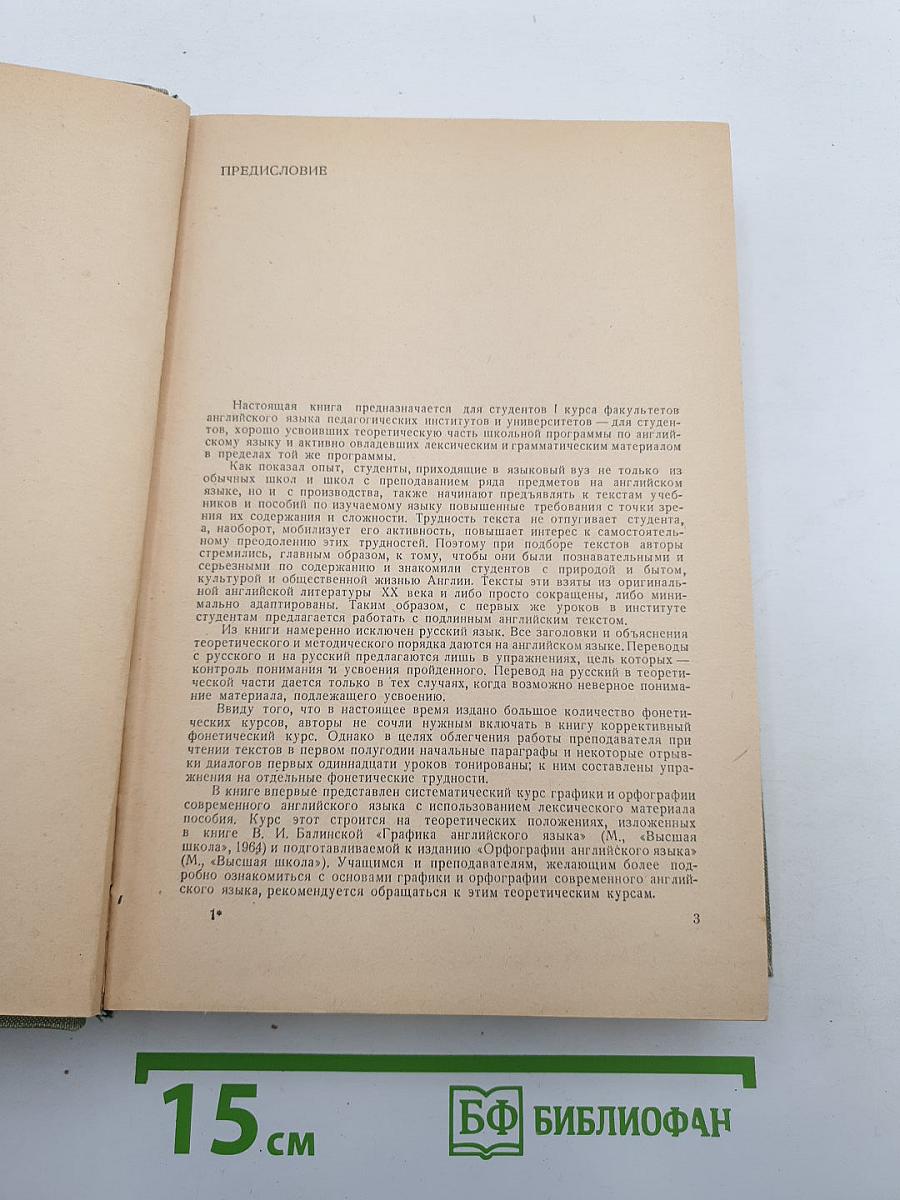 ПРЕДИСЛОВИЕ
Настоящая книга предназначается для студентов I курса факультетов
английского языка педагогических институтов и университетов — для студен-
тов, хорошо усвоивших теоретическую часть школьной программы по англий-
скому языку и активно овладевших лексическим и грамматическим материалом
в пределах той же программы.
Как показал опыт, студенты, приходящие в языковый вуз не только из
обычных школ и школ с преподаванием ряда предметов на английском
языке, но и с производства, также начинают предъявлять к текстам учеб-
ников и пособий по изучаемому языку повышенные требования с точки зре-
ния их содержания и сложности. Трудность текста не отпугивает студента,
а, наоборот, мобилизует его активность, повышает интерес к самостоятель-
ному преодолению этих трудностей. Поэтому при подборе текстов авторы
стремились, главным образом, к тому, чтобы они были познавательными и
серьезными по содержанию и знакомили студентов с природой и бытом,
культурой и общественной жизнью Англии. Тексты эти взяты из оригиналь-
ной английской литературы XX века и либо просто сокращены, либо мини-
мально адаптированы. Таким образом, с первых же уроков в институте
студентам предлагается работать с подлинным английским текстом.
Из книги намеренно исключен русский язык. Все заголовки и объяснения
теоретического и методического порядка даются на английском языке. Переводы
с русского и на русский предлагаются лишь в упражнениях, цель которых —
контроль понимания и усвоения пройденного. Перевод на русский в теорети-
ческой части дается только в тех случаях, когда возможно неверное понима-
ние материала, подлежащего усвоению.
Ввиду того, что в настоящее время издано большое количество фонети-
ческих курсов, авторы не сочли нужным включать в книгу коррективный
фонетический курс. Однако в целях облегчения работы преподавателя при
чтении текстов в первом полугодии начальные параграфы и некоторые отрыв-
ки диалогов первых одиннадцати уроков тонированы; к ним составлены упра-
жнения на отдельные фонетические трудности.
В книге впервые представлен систематический курс графики и орфографии
современного английского языка с использованием лексического материала
пособия. Курс этот строится на теоретических положениях, изложенных
в книге В. И. Балинской «Графика английского языка» (М., «Высшая
школа», 1964) и подготавливаемой к изданию «Орфографии английского языка»
(М., «Высшая школа»). Учащимся и преподавателям, желающим более под-
робно ознакомиться с основами графики и орфографии современного англий-
ского языка, рекомендуется обращаться к этим теоретическим курсам.
1*
3
15 см
БФ БИБЛИОФАН